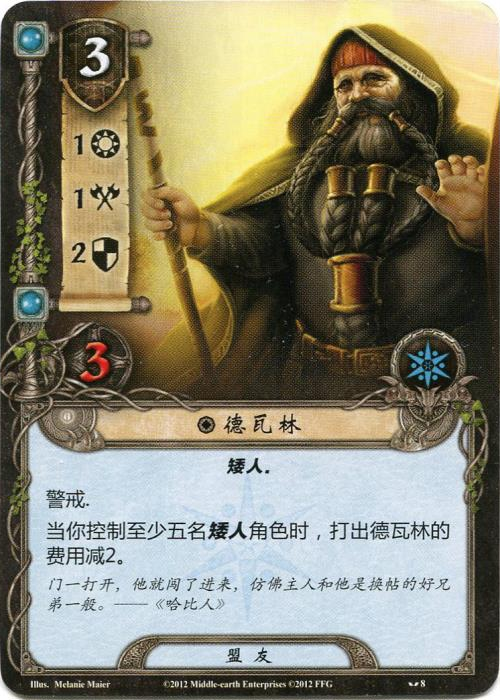 3
1
1
2
3
德瓦林
矮人.
警戒.
当你控制至少五名矮人角色时，打出德瓦林的
费用减2。
门一打开，他就闯了进来，仿佛主人和他是换帖的好兄
弟一般。——《哈比人》
盟友
Illus. Melanie Maier ©2012 Middle-earth Enterprises ©2012 FFG 8